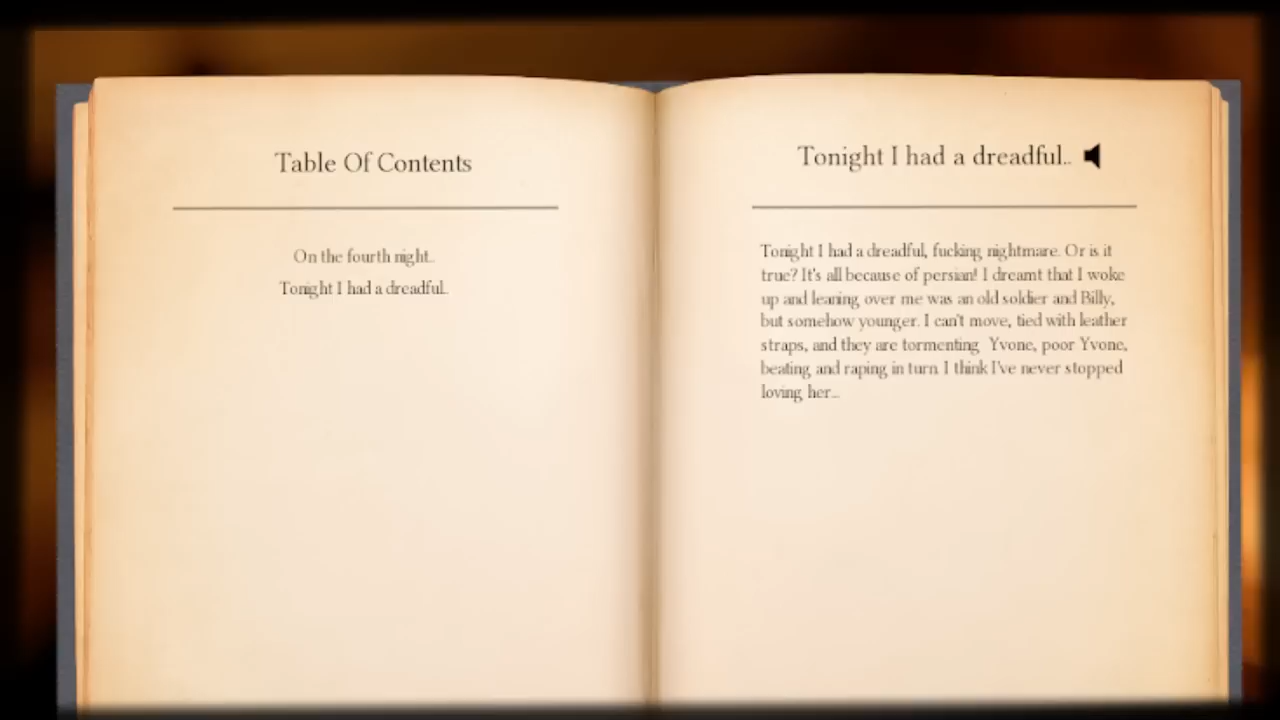 Table Of Contents
On the fourth night..
Tonight I had a dreadful..
Tonight I had a dreadful..
Tonight I had a dreadful, fucking nightmare. Or is it
true? It's all because of persian! I dreamt that I woke
up and leaning over me was an old soldier and Billy,
but somehow younger. I can't move, tied with leather
straps, and they are tormenting  Yvone, poor Yvone,
beating and raping in turn. I think I've never stopped
loving her...